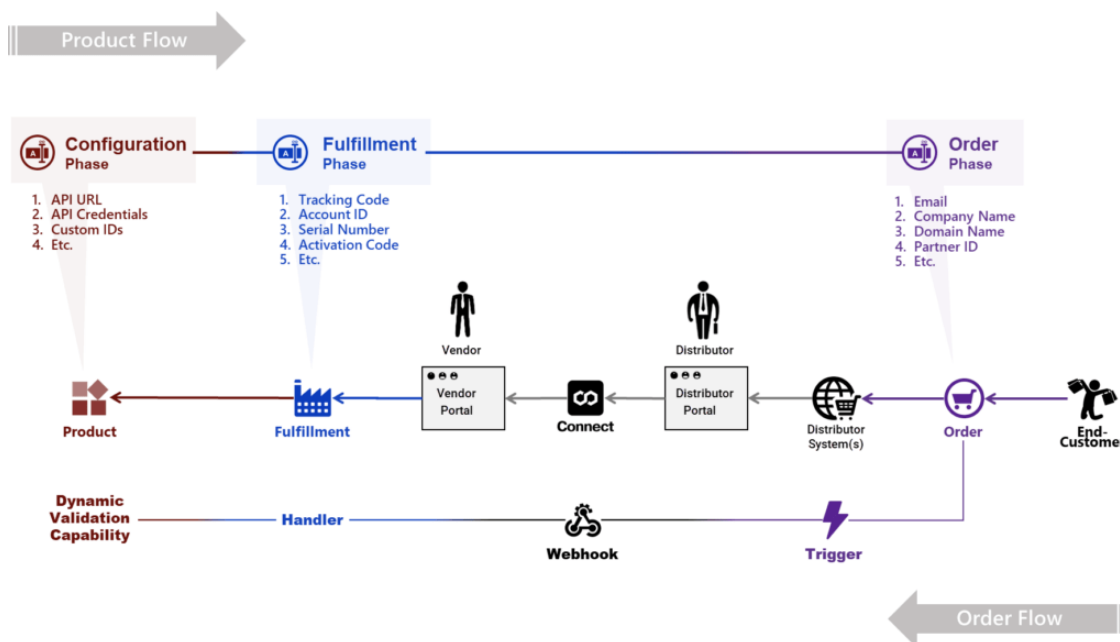 Product Flow
Configuration
Phase
1. API URL
2. API Credentials
3. Custom IDs
4. Etc.
Fulfillment
Phase
1. Tracking Code
2. Account ID
3. Serial Number
4. Activation Code
5. Etc.
Order
Phase
1. Email
2. Company Name
3. Domain Name
4. Partner ID
5. Etc.
Vendor
Distributor
Product
Fulfillment
Vendor
Portal
Connect
Distributor
Portal
Distributor
System(s)
Order
End-
Custome
Dynamic
Validation
Capability
Handler
Webhook
Trigger
Order Flow